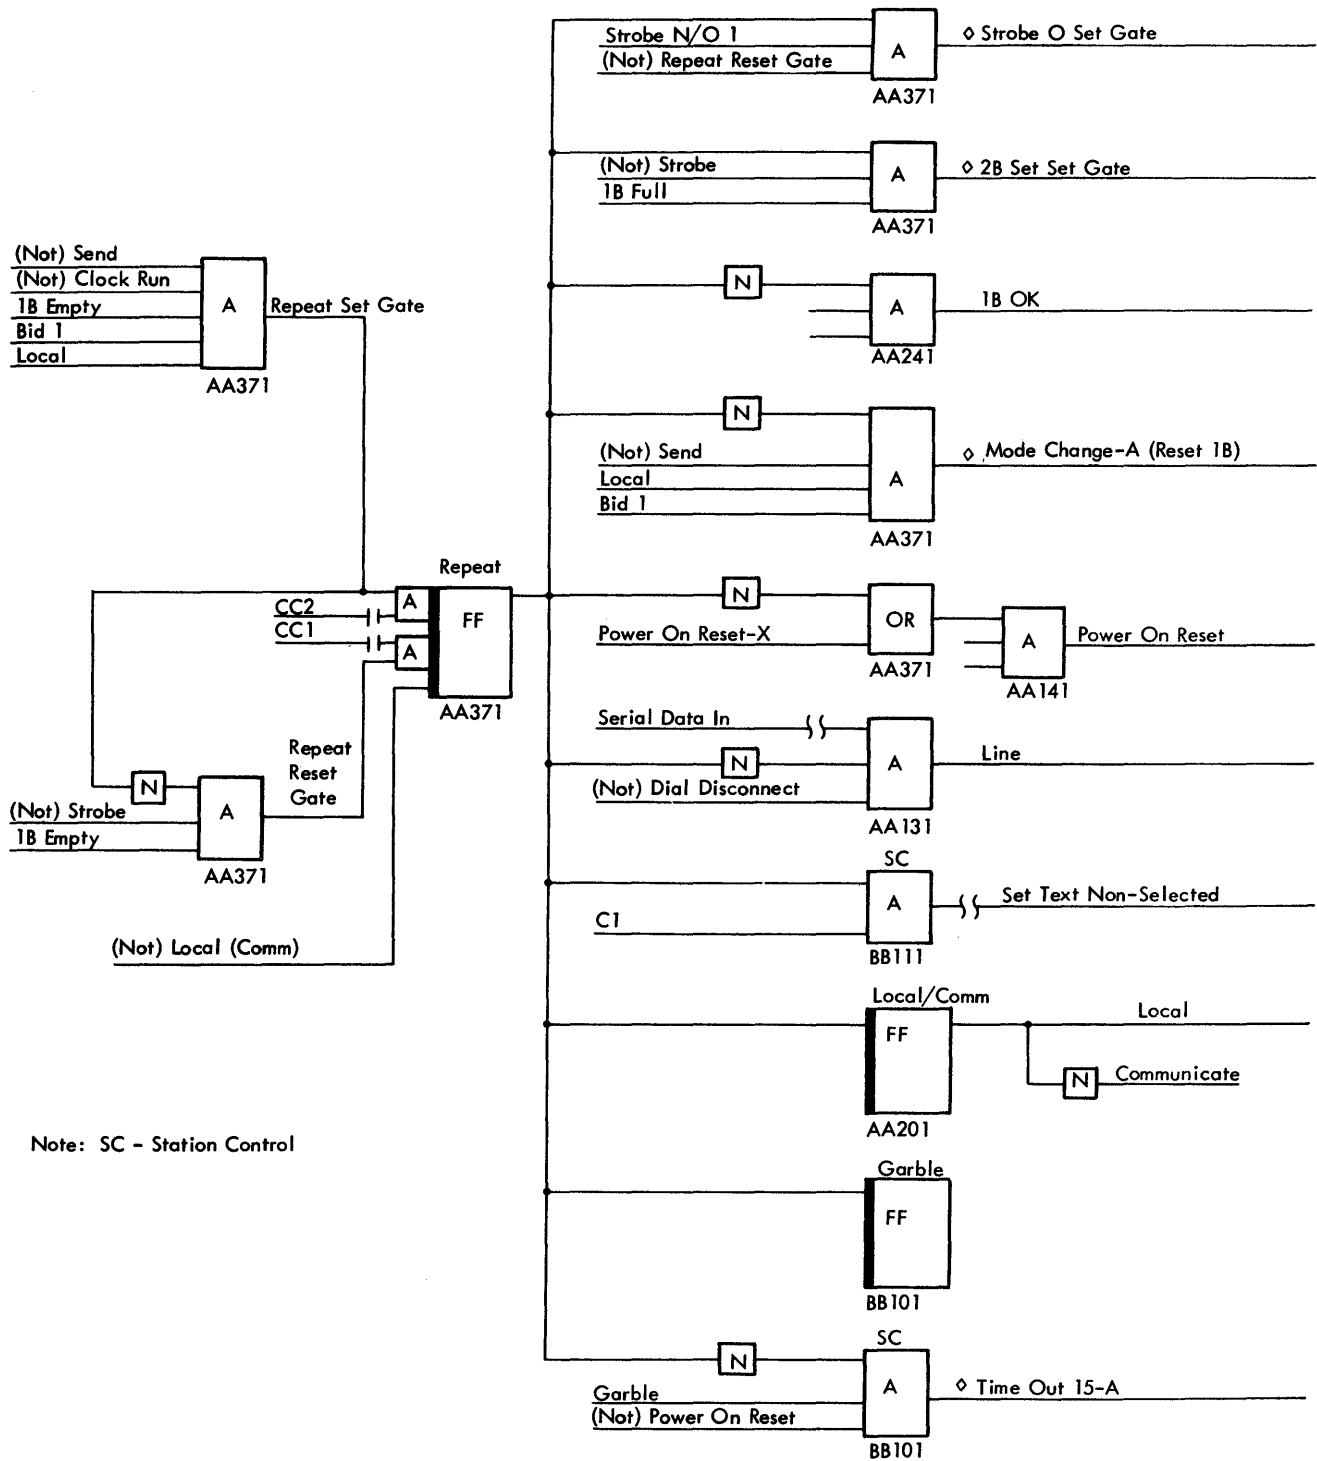 Strobe N/O 1
(Not) Repeat Reset Gate
A
AA371
◊ Strobe O Set Gate
(Not) Strobe
1B Full
A
AA371
◊ 2B Set Set Gate
(Not) Send
(Not) Clock Run
1B Empty
Bid 1
Local
A
AA371
Repeat Set Gate
N
A
AA241
1B OK
N
(Not) Send
Local
Bid 1
A
AA371
◊ Mode Change-A (Reset 1B)
Repeat
CC2
CC1
A
A
FF
AA371
N
Power On Reset-X
OR
AA371
A
AA141
Power On Reset
Serial Data In
N
(Not) Dial Disconnect
A
AA131
Line
Repeat
Reset
Gate
N
(Not) Strobe
1B Empty
A
AA371
(Not) Local (Comm)
SC
C1
A
BB111
Set Text Non-Selected
Local/Comm
FF
AA201
Local
N
Communicate
Note: SC - Station Control
Garble
FF
BB101
SC
N
Garble
(Not) Power On Reset
A
BB101
◊ Time Out 15-A